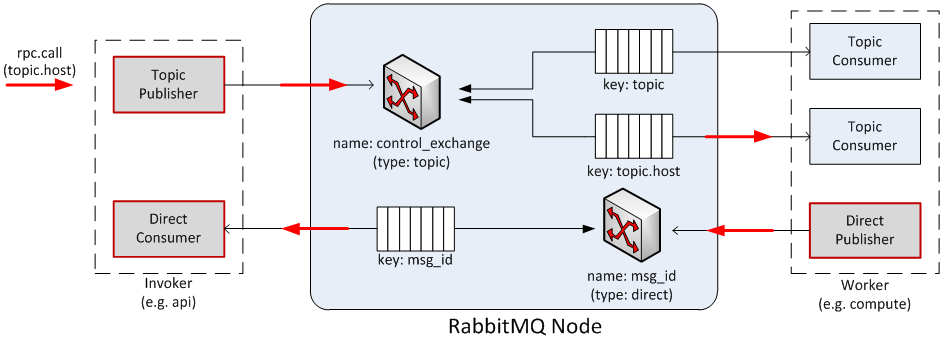 rpc.call
(topic.host)
Topic
Publisher
name: control_exchange
(type: topic)
key: topic
Topic
Consumer
key: topic.host
Topic
Consumer
Direct
Consumer
key: msg_id
name: msg_id
(type: direct)
Direct
Publisher
Invoker
(e.g. api)
Worker
(e.g. compute)
RabbitMQ Node